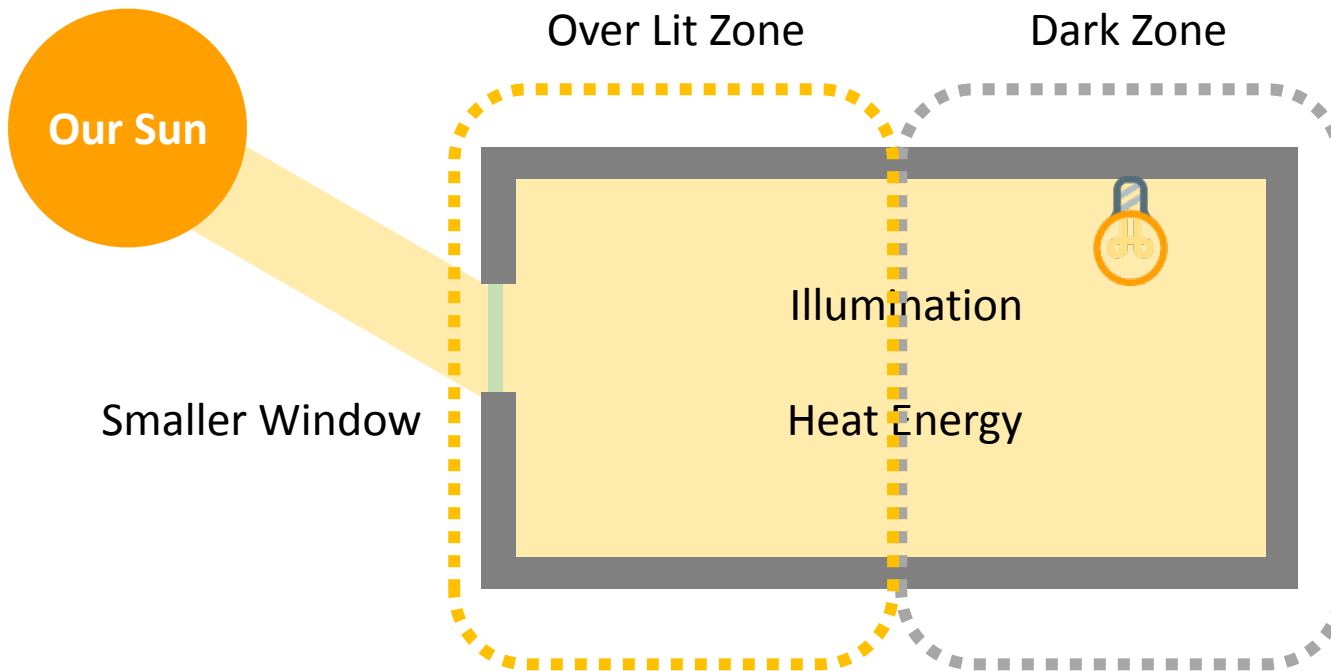 Over Lit Zone
Dark Zone
Our Sun
Illumination
Smaller Window
Heat Energy